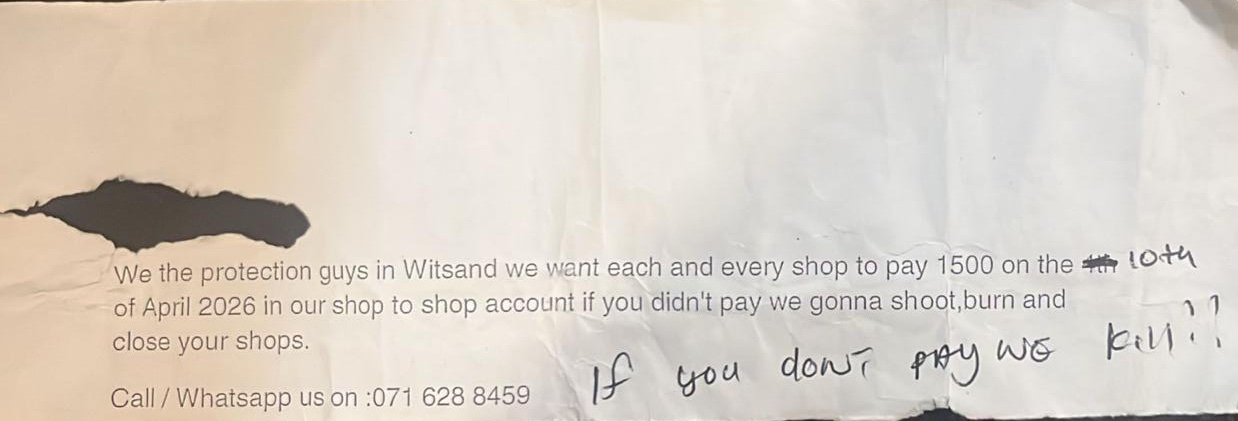 We the protection guys in Witsand we want each and every shop to pay 1500 on the 10th
of April 2026 in our shop to shop account if you didn't pay we gonna shoot,burn and
close your shops.
Call / Whatsapp us on :071 628 8459
If you don't pay we kill!!